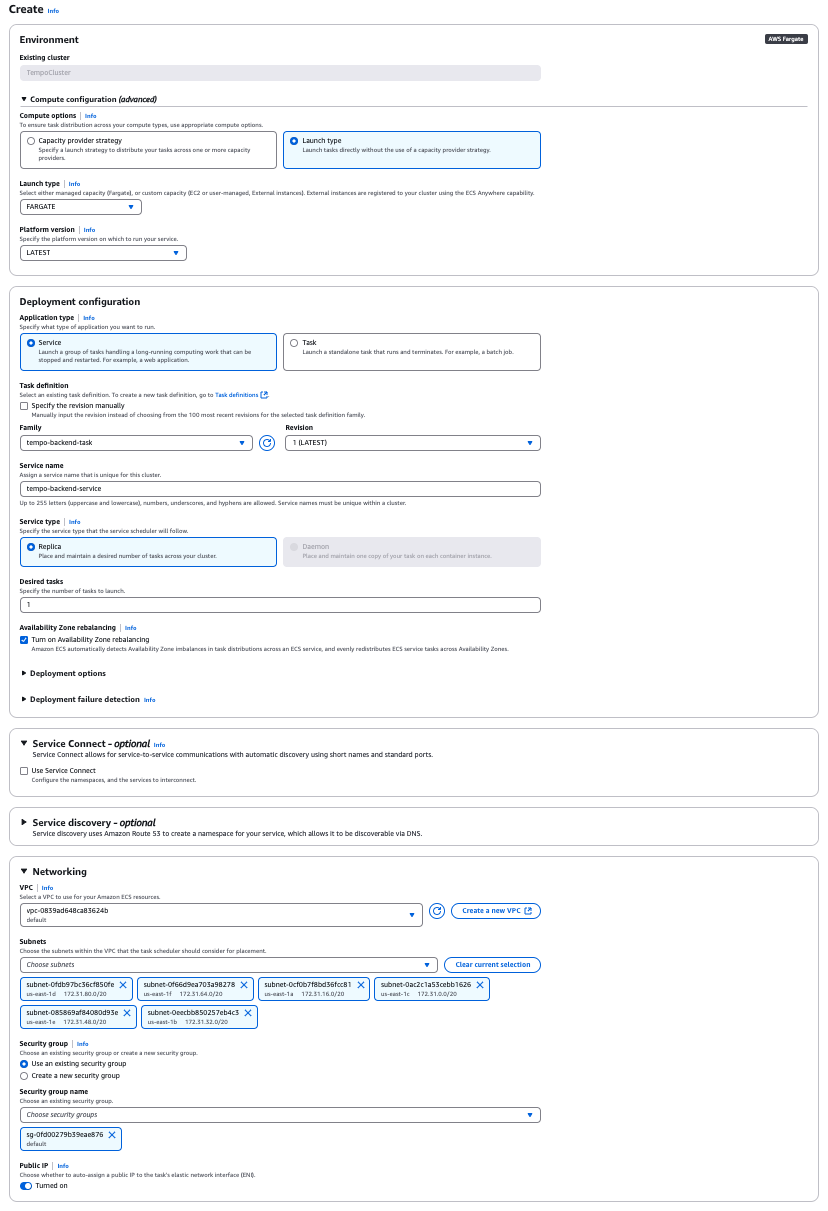 Create Info
Environment
AWS Fargate
Existing cluster
TempoCluster
Compute configuration (advanced)
Compute options Info
To ensure task distribution across your compute types, use appropriate compute options.
Capacity provider strategy
Specify a launch strategy to distribute your tasks across one or more capacity
providers.
Launch type
Launch tasks directly without the use of a capacity provider strategy.
Launch type Info
Select either managed capacity (Fargate), or custom capacity (EC2 or user-managed, External instances). External instances are registered to your cluster using the ECS Anywhere capability.
FARGATE
Platform version Info
Specify the platform version on which to run your service.
LATEST
Deployment configuration
Application type Info
Specify what type of application you want to run.
Service
Launch a group of tasks handling a long-running computing work that can be
stopped and restarted. For example, a web application.
Task
Launch a standalone task that runs and terminates. For example, a batch job.
Task definition
Select an existing task definition. To create a new task definition, go to Task definitions
Specify the revision manually
Manually input the revision instead of choosing from the 100 most recent revisions for the selected task definition family.
Family
tempo-backend-task
Revision
1 (LATEST)
Service name
Assign a service name that is unique for this cluster.
tempo-backend-service
Up to 255 letters (uppercase and lowercase), numbers, underscores, and hyphens are allowed. Service names must be unique within a cluster.
Service type Info
Specify the service type that the service scheduler will follow.
Replica
Place and maintain a desired number of tasks across your cluster.
Daemon
Place and maintain one copy of your task on each container instance.
Desired tasks
Specify the number of tasks to launch.
1
Availability Zone rebalancing Info
Turn on Availability Zone rebalancing
Amazon ECS automatically detects Availability Zone imbalances in task distributions across an ECS service, and evenly redistributes ECS service tasks across Availability Zones.
Deployment options
Deployment failure detection Info
Service Connect - optional Info
Service Connect allows for service-to-service communications with automatic discovery using short names and standard ports.
Use Service Connect
Configure the namespaces, and the services to interconnect.
Service discovery - optional
Service discovery uses Amazon Route 53 to create a namespace for your service, which allows it to be discoverable via DNS.
Networking
VPC Info
Select a VPC to use for your Amazon ECS resources.
vpc-0839ad648ca83624b
default
Create a new VPC
Subnets
Choose the subnets within the VPC that the task scheduler should consider for placement.
Choose subnets
Clear current selection
subnet-0fdb97bc36cf850fe
us-east-1d 172.31.80.0/20
subnet-0f66d9ea703a98278
us-east-1f 172.31.64.0/20
subnet-0cf0b7f8bd36fcc81
us-east-1a 172.31.16.0/20
subnet-0ac2c1a53cebb1626
us-east-1c 172.31.0.0/20
subnet-085869af84080d93e
us-east-1e 172.31.48.0/20
subnet-0eecbb850257eb4c3
us-east-1b 172.31.32.0/20
Security group Info
Choose an existing security group or create a new security group.
Use an existing security group
Create a new security group
Security group name
Choose an existing security group.
Choose security groups
sg-0fd00279b39eae876
default
Public IP Info
Choose whether to auto-assign a public IP to the task's elastic network interface (ENI).
Turned on